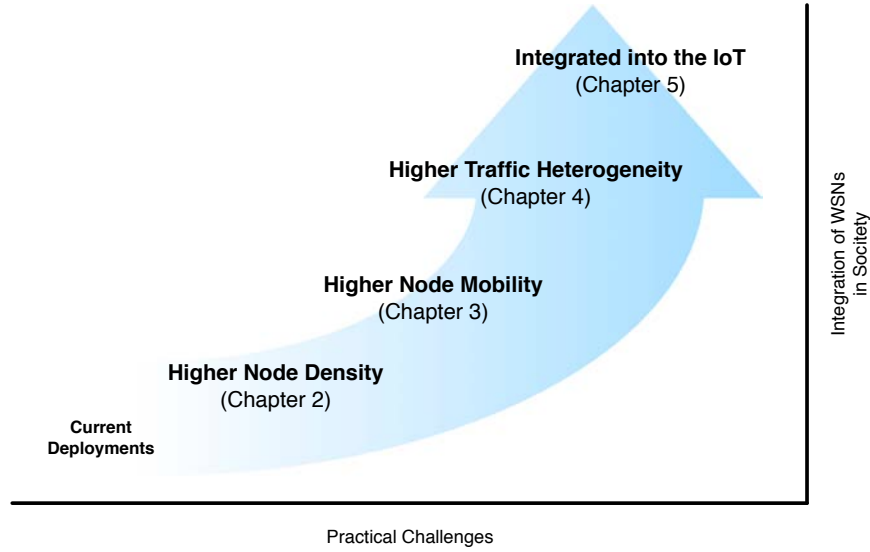 Integrated into the IoT
(Chapter 5)
Higher Traffic Heterogeneity
(Chapter 4)
Higher Node Mobility
(Chapter 3)
Higher Node Density
(Chapter 2)
Current
Deployments
Integration of WSNs
in Socitety
Practical Challenges